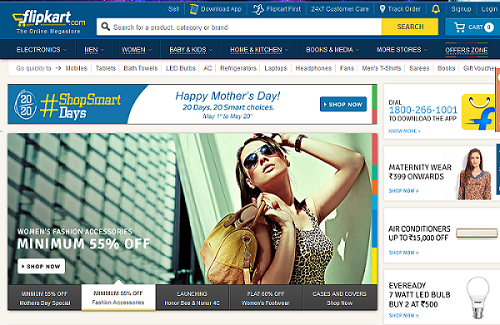 Sell
Download App
Flipkart First
24x7 Customer Care
Track Order
Signup
Login
flipkart.com
The Online Megastore
Search for a product, category or brand
SEARCH
CART
ELECTRONICS
MEN
WOMEN
BABY & KIDS
HOME & KITCHEN
BOOKS & MEDIA
MORE STORES
OFFERS ZONE
Go quickly to
Mobiles
Tablets
Bath Towels
LED Bulbs
AC
Refrigerators
Laptops
Headphones
Fans
Men's T-Shirts
Sarees
Books
Gift Voucher
20
20
#ShopSmart
Days
Happy Mother's Day!
20 Days. 20 Smart choices.
May 1st to May 20th
SHOP NOW
DIAL
1800-266-1001
TO DOWNLOAD THE APP
KNOW MORE
WOMEN'S FASHION ACCESSORIES
MINIMUM 55% OFF
SHOP NOW
MATERNITY WEAR
₹399 ONWARDS
SHOP NOW
AIR CONDITIONERS
UP TO ₹15,000 OFF
SHOP NOW
EVEREADY
7 WATT LED BULB
BUY 2 AT ₹500
SHOP NOW
MINIMUM 55% OFF
Mothers Day Special
MINIMUM 55% OFF
Fashion Accessories
LAUNCHING
Honor Bee & Honor 4C
FLAT 60% OFF
Women's Footwear
CASES AND COVERS
Shop Now